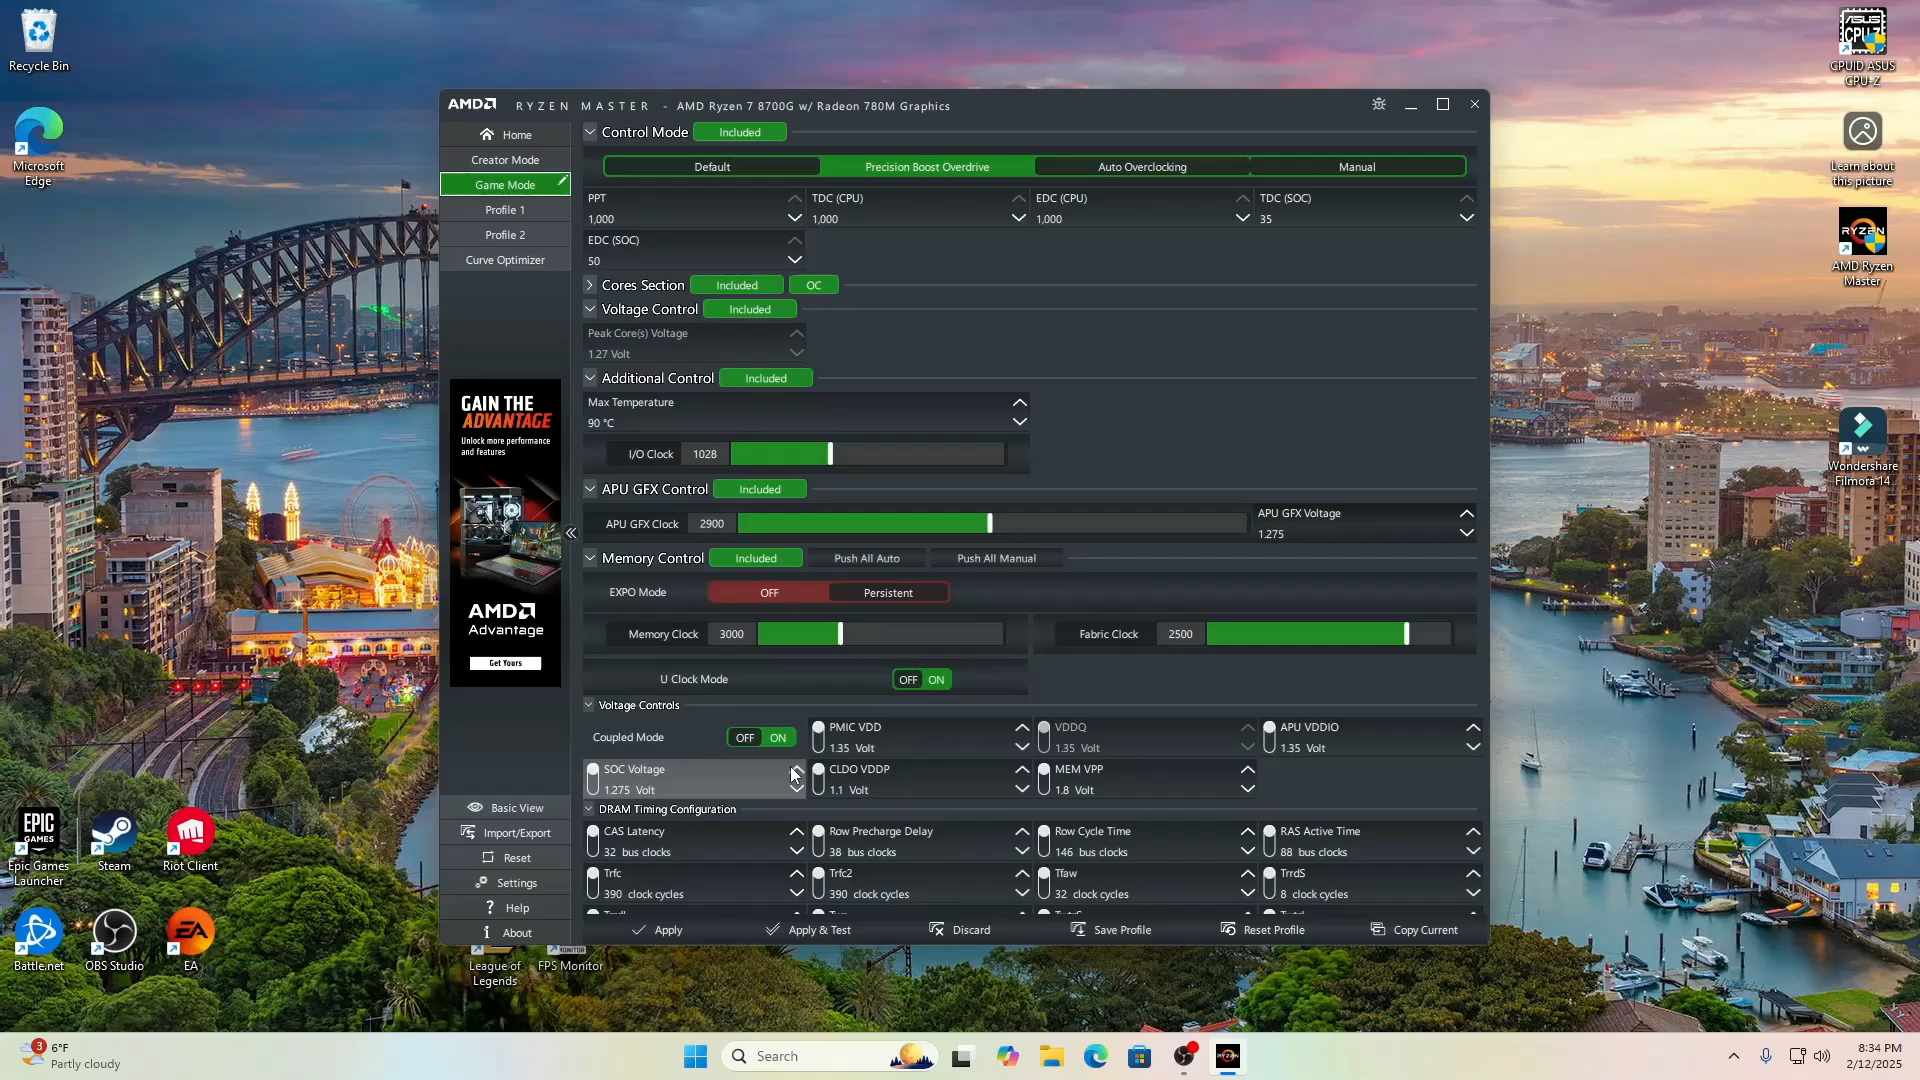 Recycle Bin
Microsoft
Edge
Epic Games
Launcher
Steam
Riot Client
Battle.net
OBS Studio
EA
League of
Legends
FPS Monitor
CPUID ASUS
CPU-Z
Learn about
this picture
AMD Ryzen
Master
Wondershare
Filmora 14
AMD RYZEN MASTER - AMD Ryzen 7 8700G w/ Radeon 780M Graphics
Home
Creator Mode
Game Mode
Profile 1
Profile 2
Curve Optimizer
GAIN THE
ADVANTAGE
Unlock more performance
and features
AMD
Advantage
Get Yours
Basic View
Import/Export
Reset
Settings
Help
About
Control Mode Included
Default Precision Boost Overdrive Auto Overclocking Manual
PPT TDC (CPU) EDC (CPU) TDC (SOC)
1,000 1,000 1,000 35
EDC (SOC)
50
Cores Section Included OC
Voltage Control Included
Peak Core(s) Voltage
1.27 Volt
Additional Control Included
Max Temperature
90 °C
I/O Clock 1028
APU GFX Control Included
APU GFX Clock 2900 APU GFX Voltage
1.275
Memory Control Included Push All Auto Push All Manual
EXPO Mode OFF Persistent
Memory Clock 3000 Fabric Clock 2500
U Clock Mode OFF ON
Voltage Controls
Coupled Mode OFF ON
PMIC VDD VDDQ APU VDDIO
1.35 Volt 1.35 Volt 1.35 Volt
SOC Voltage CLDO VDDP MEM VPP
1.275 Volt 1.1 Volt 1.8 Volt
DRAM Timing Configuration
CAS Latency Row Precharge Delay Row Cycle Time RAS Active Time
32 bus clocks 38 bus clocks 146 bus clocks 88 bus clocks
Trfc Trfc2 Tfaw TrrdS
390 clock cycles 390 clock cycles 32 clock cycles 8 clock cycles
Apply Apply & Test Discard Save Profile Reset Profile Copy Current
3
6°F
Partly cloudy
Search
8:34 PM
2/12/2025